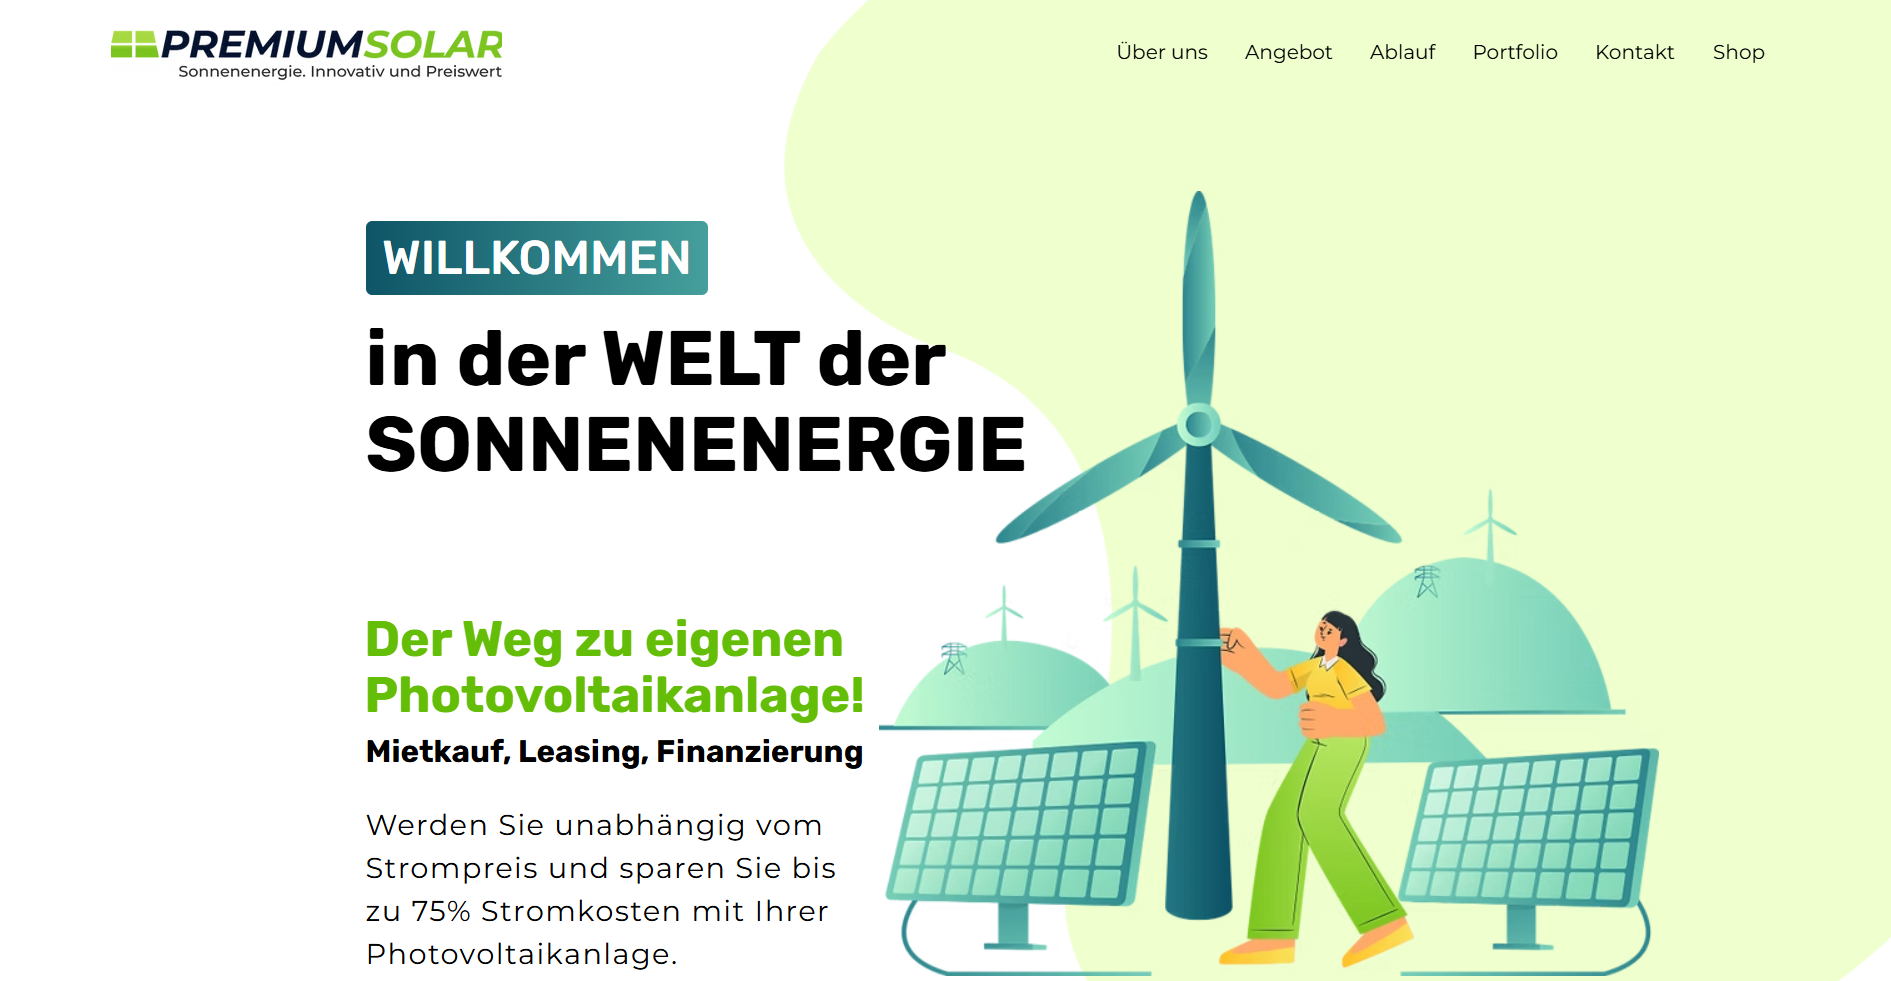 PREMIUMSOLAR
Sonnenenergie. Innovativ und Preiswert
Über uns Angebot Ablauf Portfolio Kontakt Shop
WILLKOMMEN
in der WELT der
SONNENENERGIE
Der Weg zu eigenen
Photovoltaikanlage!
Mietkauf, Leasing, Finanzierung
Werden Sie unabhängig vom
Strompreis und sparen Sie bis
zu 75% Stromkosten mit Ihrer
Photovoltaikanlage.